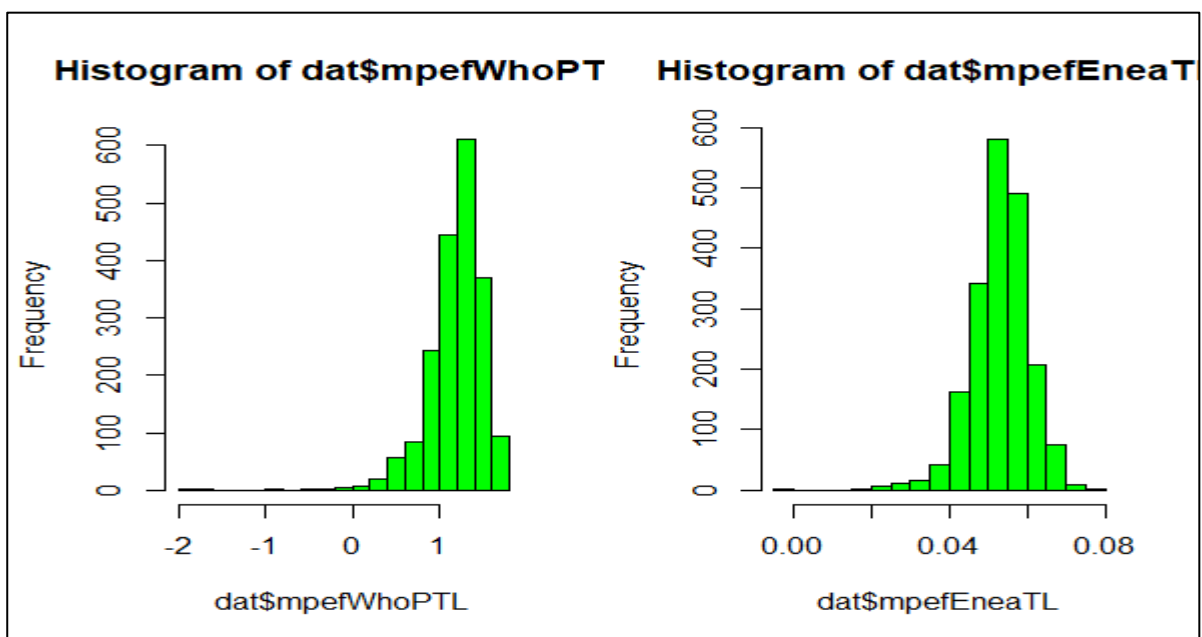 Histogram of dat$mpefWhoPT
Frequency
0 100 200 300 400 500 600
-2 -1 0 1
dat$mpefWhoPTL
Histogram of dat$mpefEneaT
Frequency
0 100 200 300 400 500 600
0.00 0.04 0.08
dat$mpefEneaTL